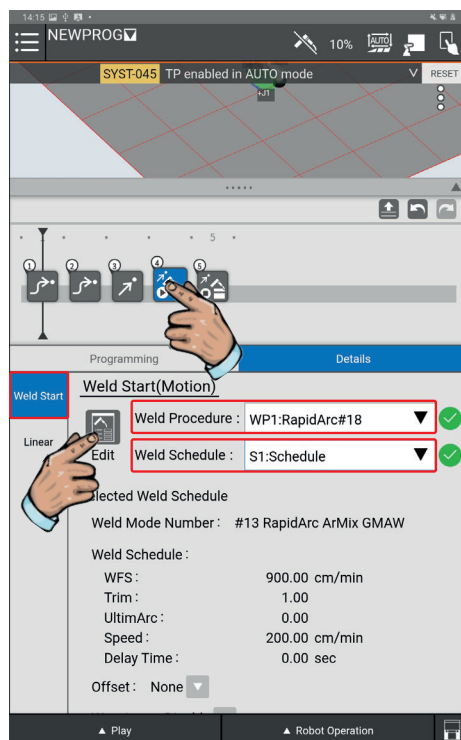 14:15
NEWPROG
10%
AUTO
SYST-045 TP enabled in AUTO mode
RESET
+J1
5
1 2 3 4 5
Programming
Details
Weld Start
Weld Start(Motion)
Weld Procedure : WP1:RapidArc#18
Linear
Edit
Weld Schedule : S1:Schedule
elected Weld Schedule
Weld Mode Number : #13 RapidArc ArMix GMAW
Weld Schedule :
WFS : 900.00 cm/min
Trim : 1.00
UltimArc : 0.00
Speed : 200.00 cm/min
Delay Time : 0.00 sec
Offset : None
▲ Play
▲ Robot Operation